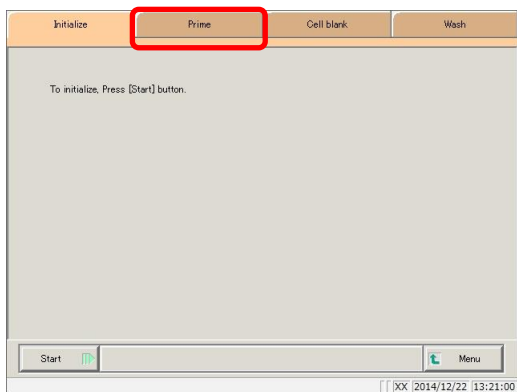 Initialize Prime Cell blank Wash
To initialize, Press [Start] button.
Start Menu
XX 2014/12/22 13:21:00